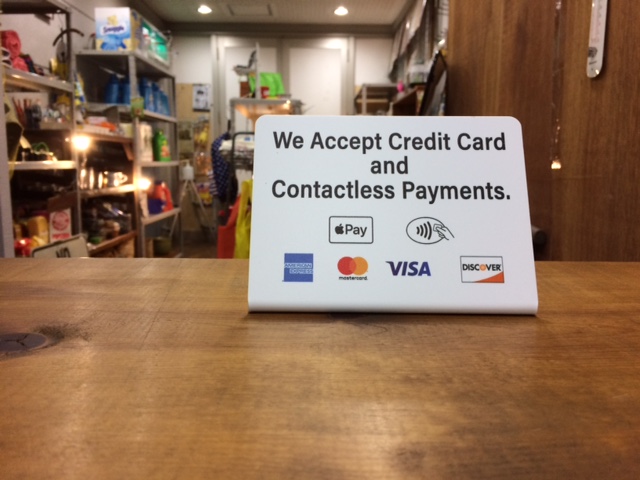 We Accept Credit Card
and
Contactless Payments.
Pay
AMERICAN
EXPRESS
mastercard.
VISA
DISCOVER